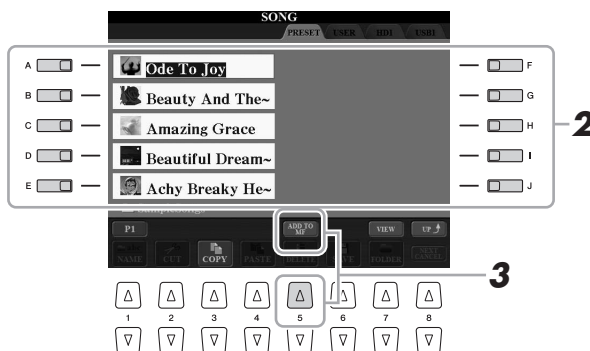 SONG
PRESET USER HD1 USB1
A Ode To Joy F
B Beauty And The~ G
C Amazing Grace H
D Beautiful Dream~ I
E Achy Breaky He~ J
2
P1 ADD TO MF VIEW UP
NAME CUT COPY PASTE DELETE SAVE FOLDER NEXT CANCEL
3
1 2 3 4 5 6 7 8